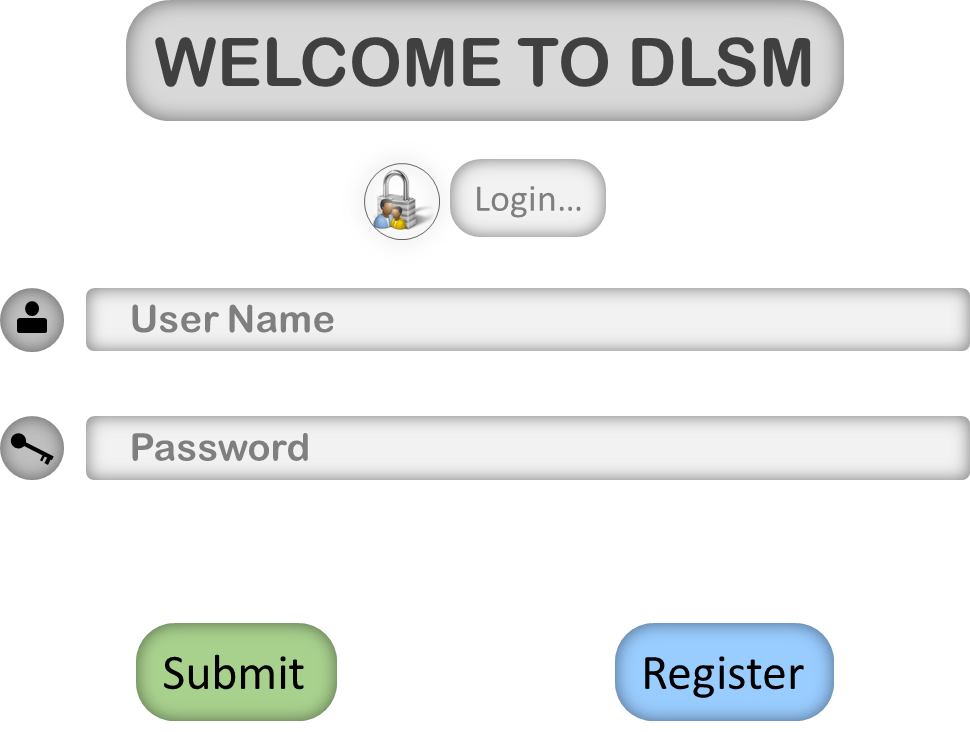 WELCOME TO DLSM
Login...
User Name
Password
Submit
Register